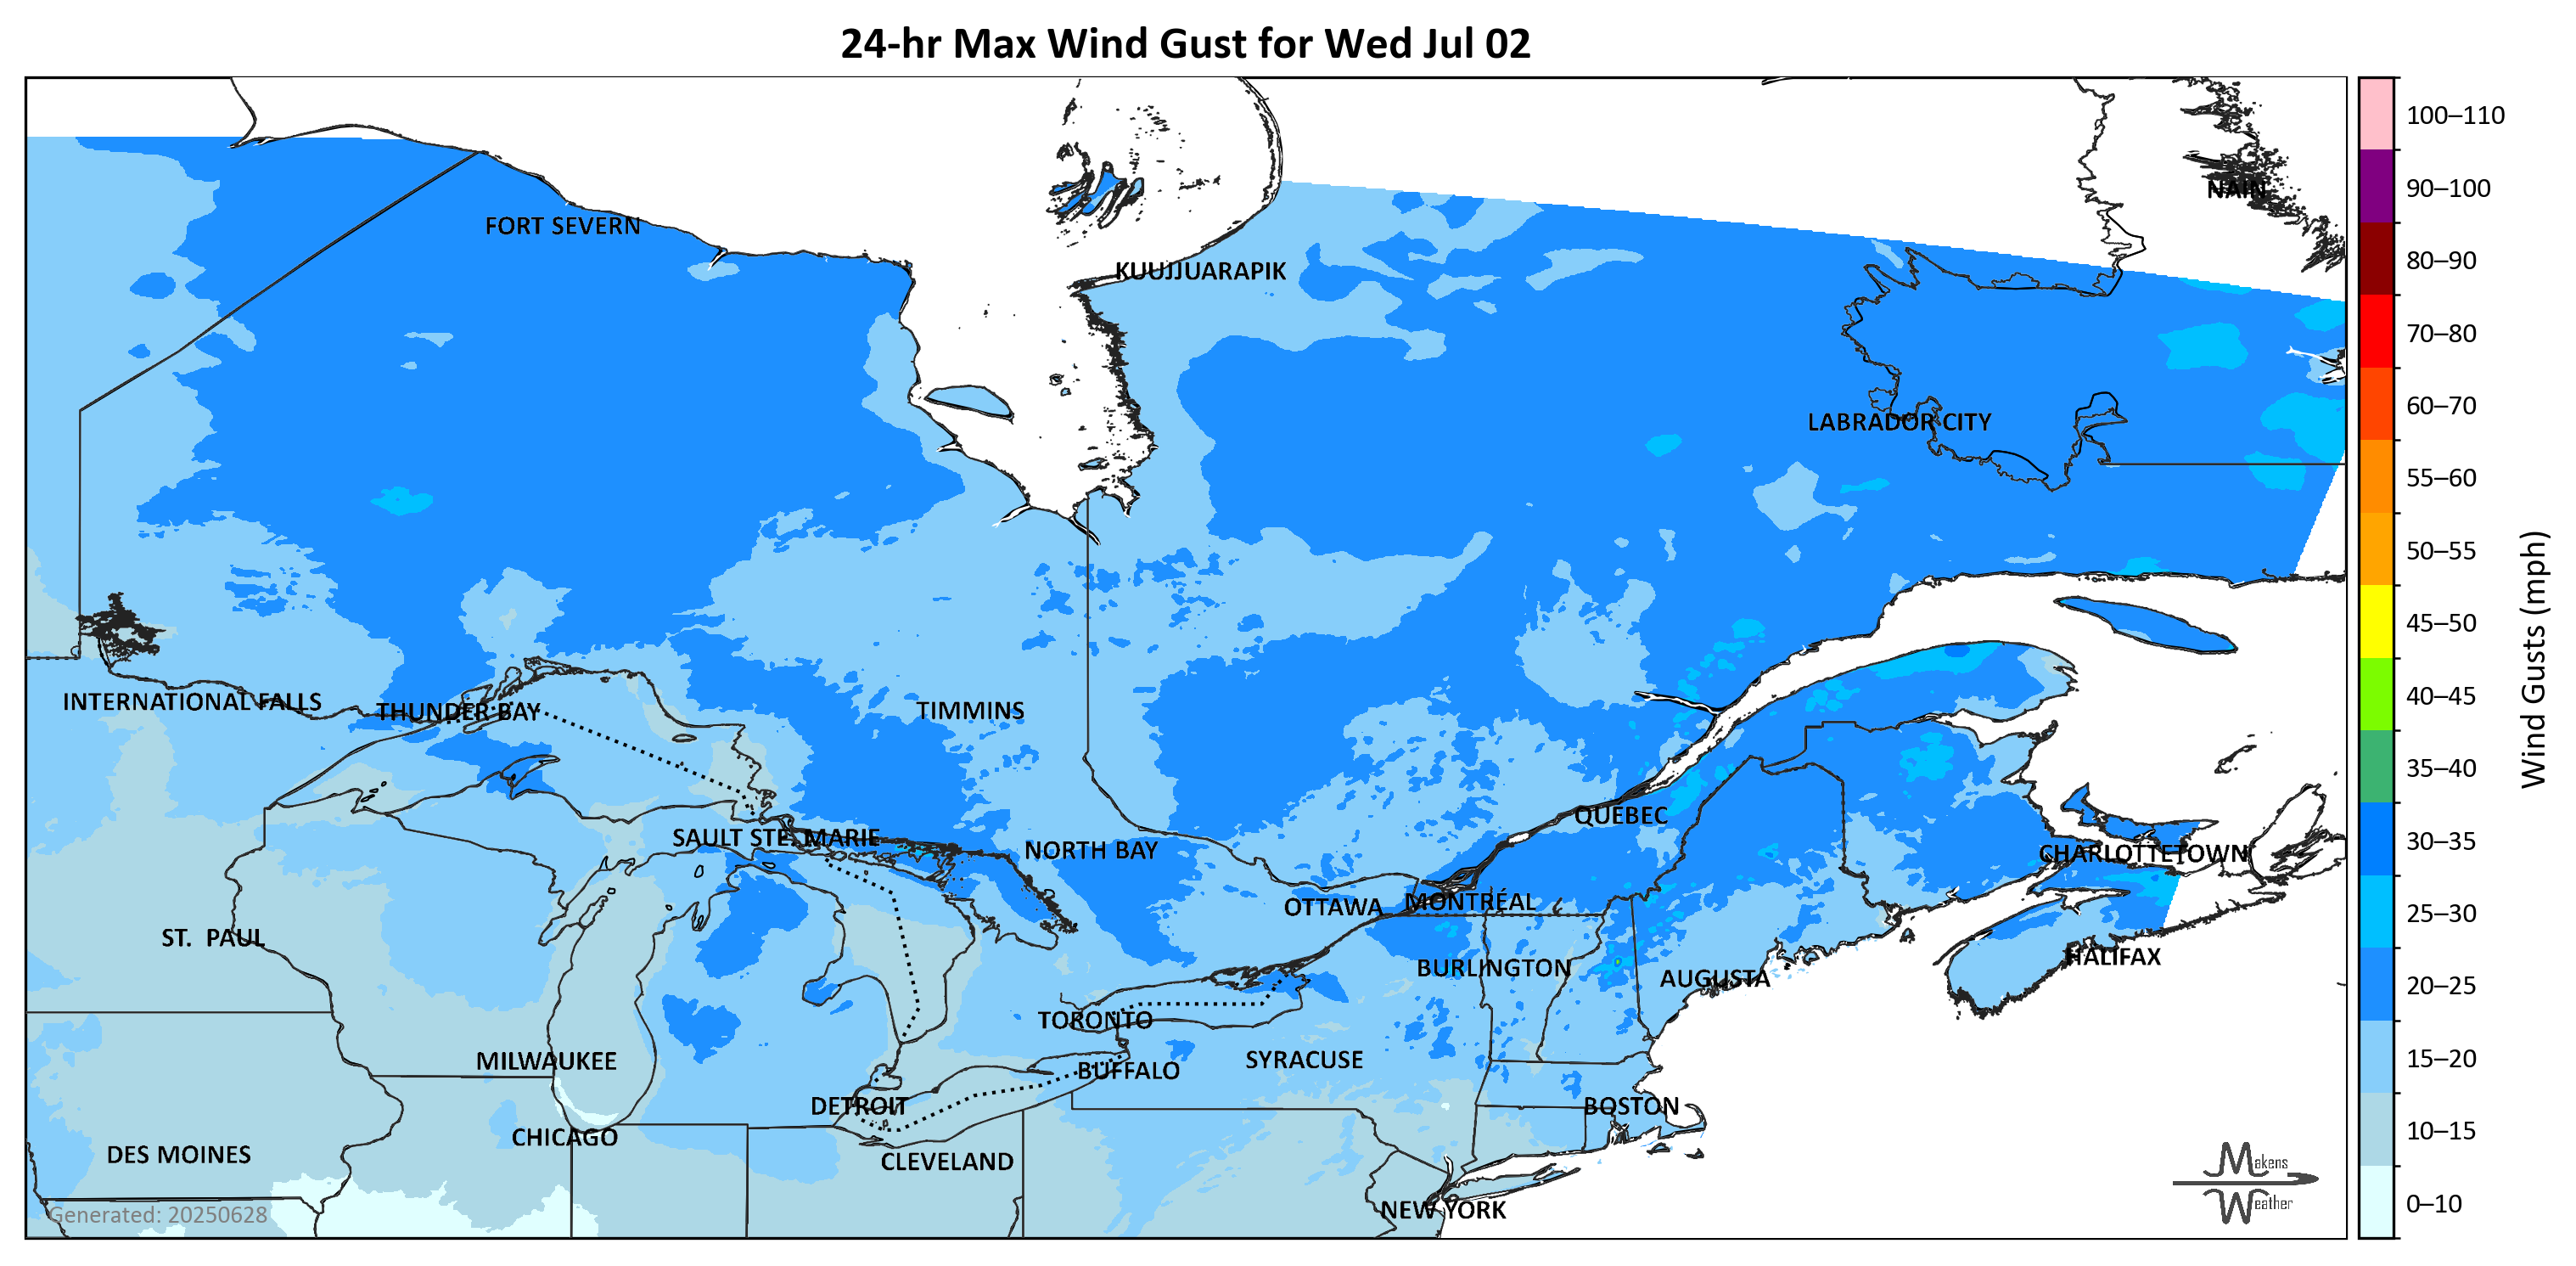 24-hr Max Wind Gust for Wed Jul 02
NAIN
FORT SEVERN
KUUJJUARAPIK
LABRADOR CITY
INTERNATIONAL FALLS
THUNDER BAY
TIMMINS
QUÉBEC
SAULT STE. MARIE
NORTH BAY
CHARLOTTETOWN
OTTAWA
MONTRÉAL
ST. PAUL
BURLINGTON
AUGUSTA
HALIFAX
TORONTO
MILWAUKEE
BUFFALO
SYRACUSE
DETROIT
BOSTON
CHICAGO
DES MOINES
CLEVELAND
NEW YORK
Generated: 20250628
Makens
Weather
100–110
90–100
80–90
70–80
60–70
55–60
50–55
45–50
40–45
35–40
30–35
25–30
20–25
15–20
10–15
0–10
Wind Gusts (mph)